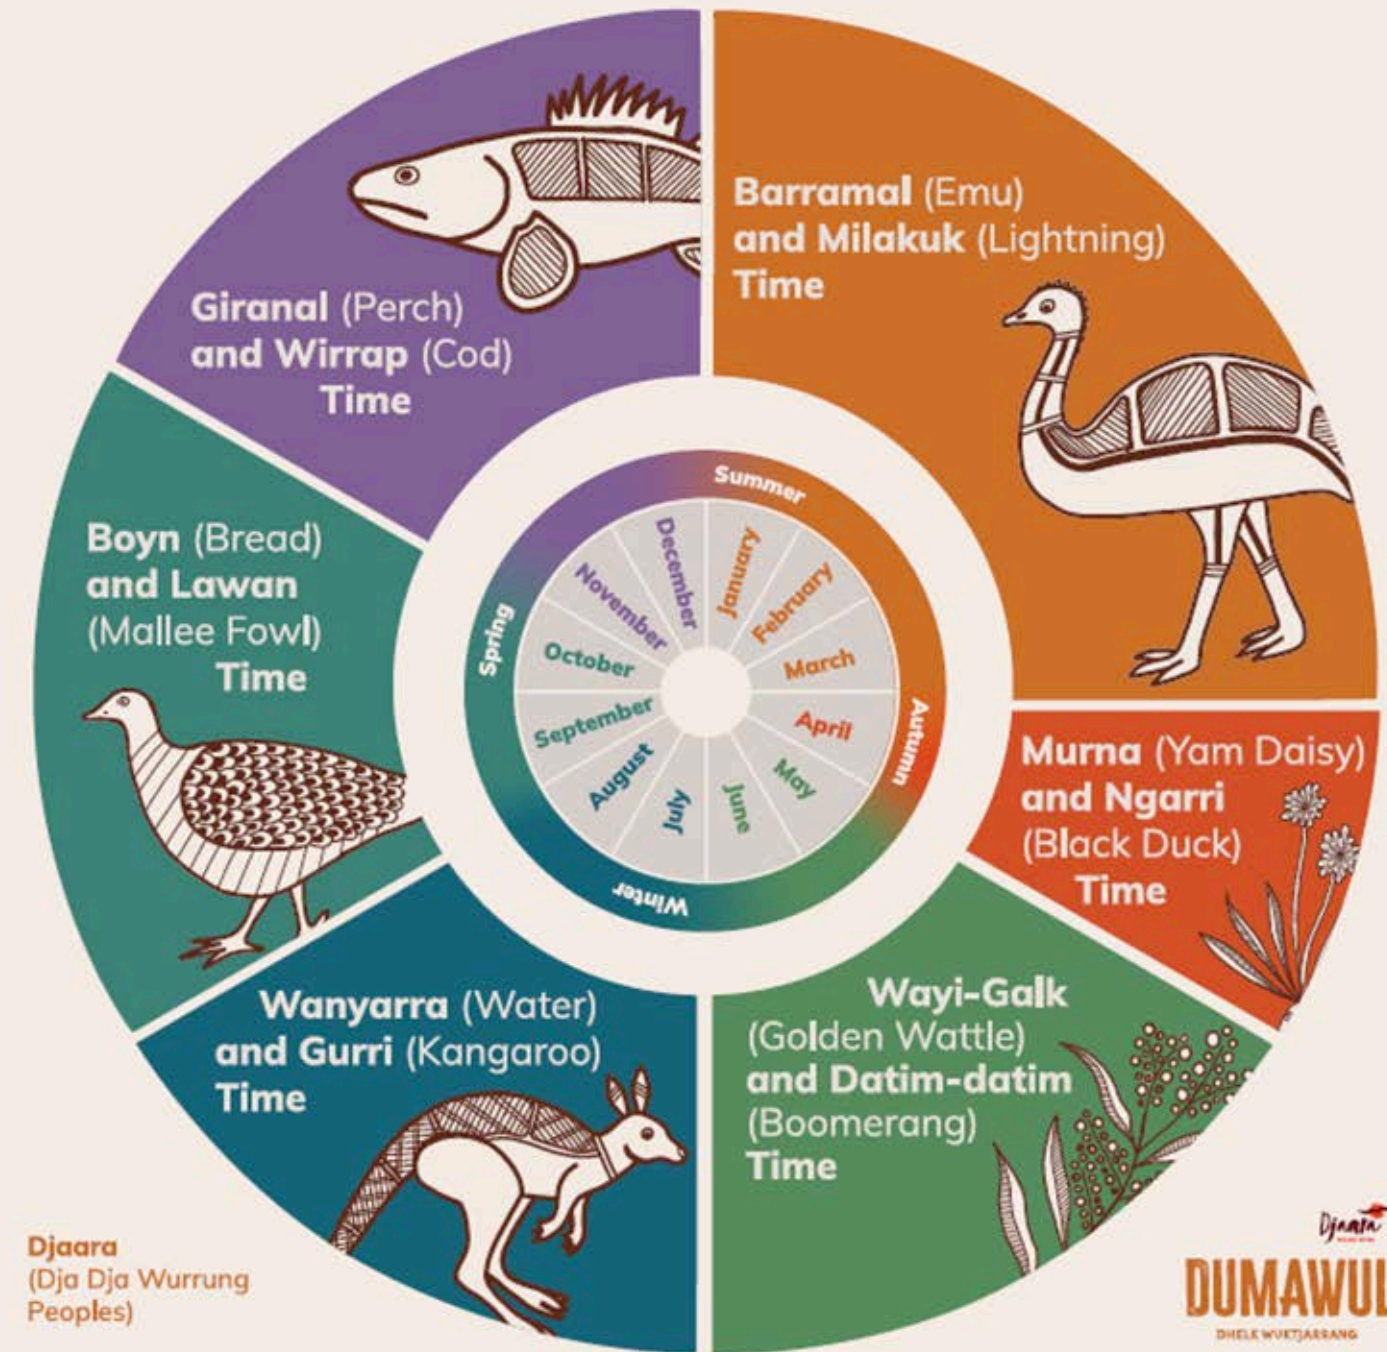 Giranal (Perch)
and Wirrap (Cod)
Time
Barramal (Emu)
and Milakuk (Lightning)
Time
Boyn (Bread)
and Lawan
(Mallee Fowl)
Time
Murna (Yam Daisy)
and Ngarri
(Black Duck)
Time
Wanyarra (Water)
and Gurri (Kangaroo)
Time
Wayi-Galk
(Golden Wattle)
and Datim-datim
(Boomerang)
Time
Summer
Autumn
Winter
Spring
January
February
March
April
May
June
July
August
September
October
November
December
Djaara
(Dja Dja Wurrung
Peoples)
Djaara
DUMAWUL
DHELK WUKTJARRANG